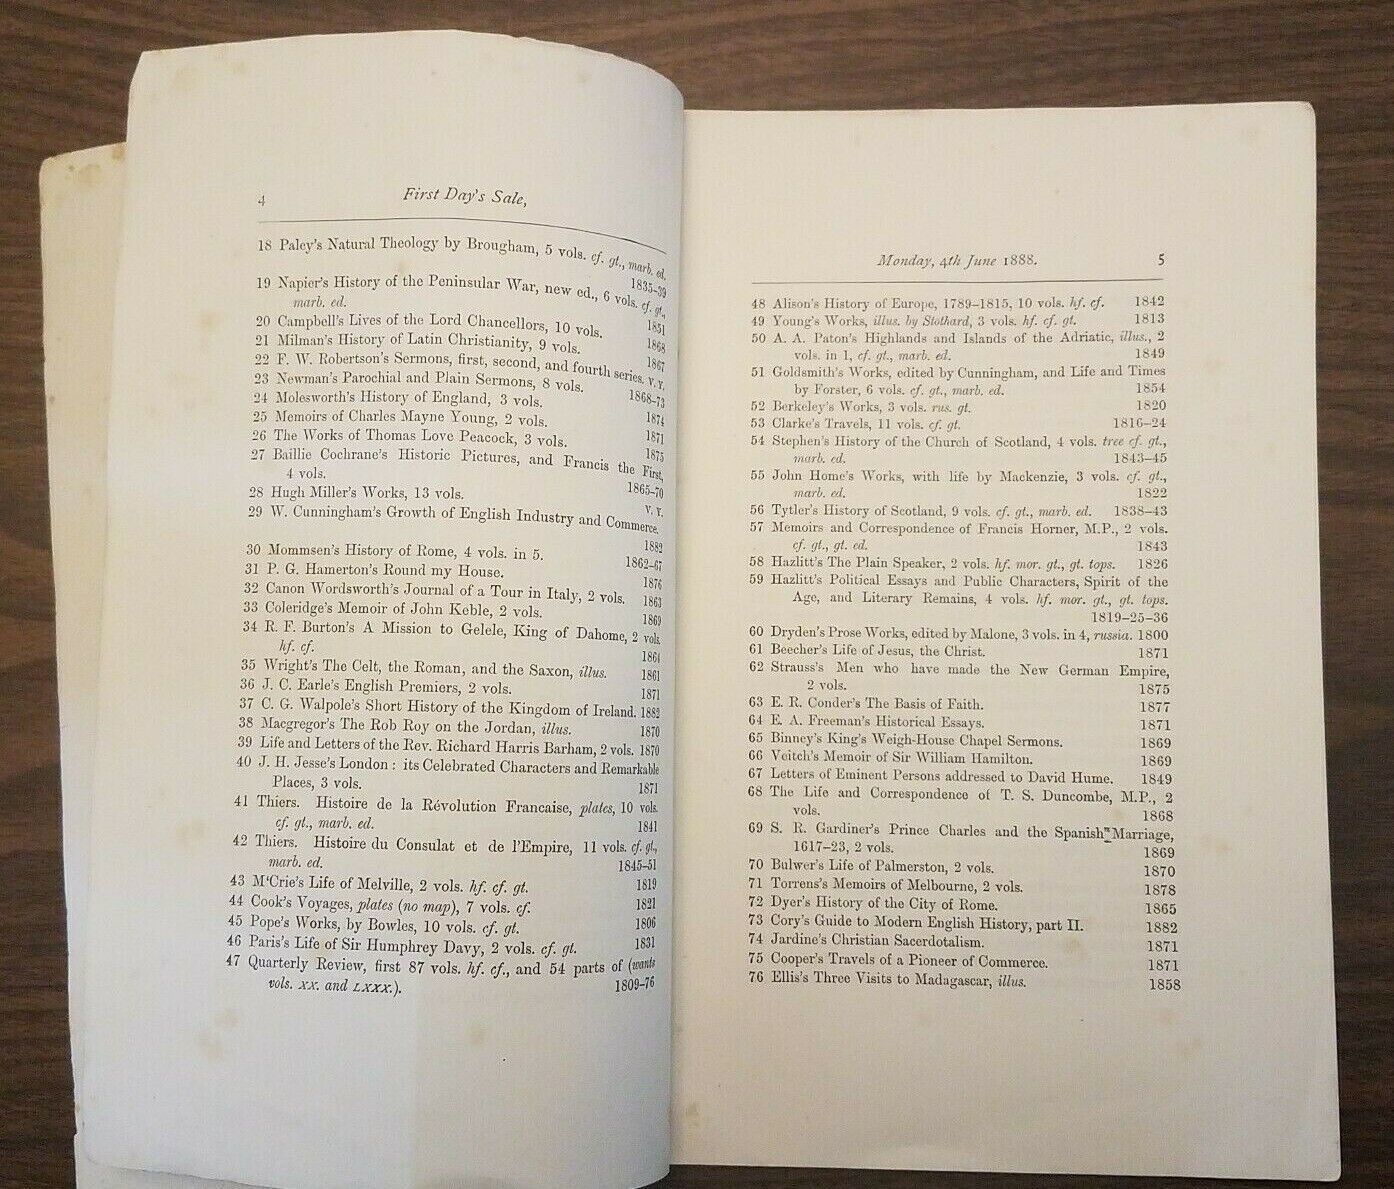 4 First Day's Sale,
18 Paley's Natural Theology by Brougham, 5 vols. cf. gt., marb. ed.
1835–39
19 Napier's History of the Peninsular War, new ed., 6 vols. cf. gt.,
marb. ed. 1851
20 Campbell's Lives of the Lord Chancellors, 10 vols. 1868
21 Milman's History of Latin Christianity, 9 vols. 1867
22 F. W. Robertson's Sermons, first, second, and fourth series. V. Y.
23 Newman's Parochial and Plain Sermons, 8 vols. 1868–73
24 Molesworth's History of England, 3 vols. 1874
25 Memoirs of Charles Mayne Young, 2 vols. 1871
26 The Works of Thomas Love Peacock, 3 vols. 1875
27 Baillie Cochrane's Historic Pictures, and Francis the First,
4 vols. 1865–70
28 Hugh Miller's Works, 13 vols. V. Y.
29 W. Cunningham's Growth of English Industry and Commerce.
1882
30 Mommsen's History of Rome, 4 vols. in 5. 1862–67
31 P. G. Hamerton's Round my House. 1876
32 Canon Wordsworth's Journal of a Tour in Italy, 2 vols. 1863
33 Coleridge's Memoir of John Keble, 2 vols. 1869
34 R. F. Burton's A Mission to Gelele, King of Dahome, 2 vols.
hf. cf. 1864
35 Wright's The Celt, the Roman, and the Saxon, illus. 1861
36 J. C. Earle's English Premiers, 2 vols. 1871
37 C. G. Walpole's Short History of the Kingdom of Ireland. 1882
38 Macgregor's The Rob Roy on the Jordan, illus. 1870
39 Life and Letters of the Rev. Richard Harris Barham, 2 vols. 1870
40 J. H. Jesse's London : its Celebrated Characters and Remarkable
Places, 3 vols. 1871
41 Thiers. Histoire de la Révolution Francaise, plates, 10 vols.
cf. gt., marb. ed. 1841
42 Thiers. Histoire du Consulat et de l'Empire, 11 vols. cf. gt.,
marb. ed. 1845–51
43 M'Crie's Life of Melville, 2 vols. hf. cf. gt. 1819
44 Cook's Voyages, plates (no map), 7 vols. cf. 1821
45 Pope's Works, by Bowles, 10 vols. cf. gt. 1806
46 Paris's Life of Sir Humphrey Davy, 2 vols. cf. gt. 1831
47 Quarterly Review, first 87 vols. hf. cf., and 54 parts of (wants
vols. XX. and LXXX.). 1809–76
Monday, 4th June 1888. 5
48 Alison's History of Europe, 1789–1815, 10 vols. hf. cf. 1842
49 Young's Works, illus. by Stothard, 3 vols. hf. cf. gt. 1813
50 A. A. Paton's Highlands and Islands of the Adriatic, illus., 2
vols. in 1, cf. gt., marb. ed. 1849
51 Goldsmith's Works, edited by Cunningham, and Life and Times
by Forster, 6 vols. cf. gt., marb. ed. 1854
52 Berkeley's Works, 3 vols. rus. gt. 1820
53 Clarke's Travels, 11 vols. cf. gt. 1816–24
54 Stephen's History of the Church of Scotland, 4 vols. tree cf. gt.,
marb. ed. 1843–45
55 John Home's Works, with life by Mackenzie, 3 vols. cf. gt.,
marb. ed. 1822
56 Tytler's History of Scotland, 9 vols. cf. gt., marb. ed. 1838–43
57 Memoirs and Correspondence of Francis Horner, M.P., 2 vols.
cf. gt., gt. ed. 1843
58 Hazlitt's The Plain Speaker, 2 vols. hf. mor. gt., gt. tops. 1826
59 Hazlitt's Political Essays and Public Characters, Spirit of the
Age, and Literary Remains, 4 vols. hf. mor. gt., gt. tops.
1819–25–36
60 Dryden's Prose Works, edited by Malone, 3 vols. in 4, russia. 1800
61 Beecher's Life of Jesus, the Christ. 1871
62 Strauss's Men who have made the New German Empire,
2 vols. 1875
63 E. R. Conder's The Basis of Faith. 1877
64 E. A. Freeman's Historical Essays. 1871
65 Binney's King's Weigh-House Chapel Sermons. 1869
66 Veitch's Memoir of Sir William Hamilton. 1869
67 Letters of Eminent Persons addressed to David Hume. 1849
68 The Life and Correspondence of T. S. Duncombe, M.P., 2
vols. 1868
69 S. R. Gardiner's Prince Charles and the Spanish Marriage,
1617–23, 2 vols. 1869
70 Bulwer's Life of Palmerston, 2 vols. 1870
71 Torrens's Memoirs of Melbourne, 2 vols. 1878
72 Dyer's History of the City of Rome. 1865
73 Cory's Guide to Modern English History, part II. 1882
74 Jardine's Christian Sacerdotalism. 1871
75 Cooper's Travels of a Pioneer of Commerce. 1871
76 Ellis's Three Visits to Madagascar, illus. 1858